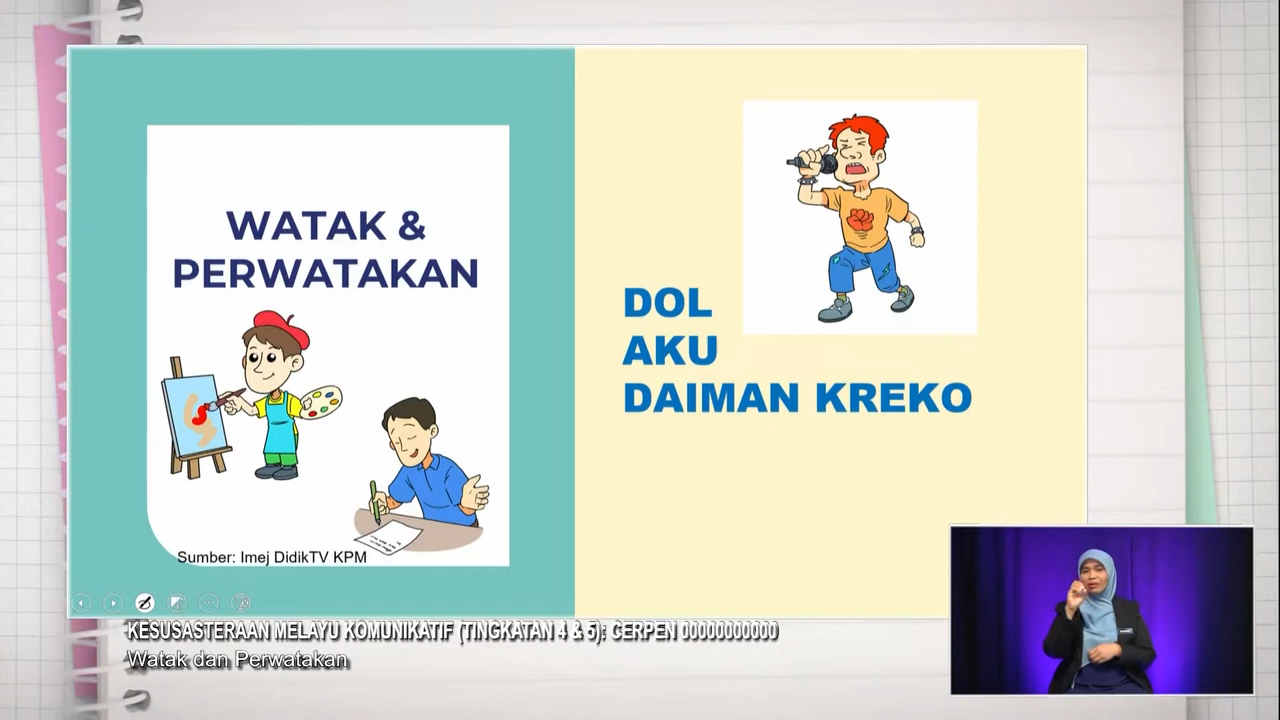 WATAK &
PERWATAKAN
Sumber: Imej DidikTV KPM
DOL
AKU
DAIMAN KREKO
KESUSASTERAAN MELAYU KOMUNIKATIF (TINGKATAN 4 & 5): CERPEN 00000000000
Watak dan Perwatakan